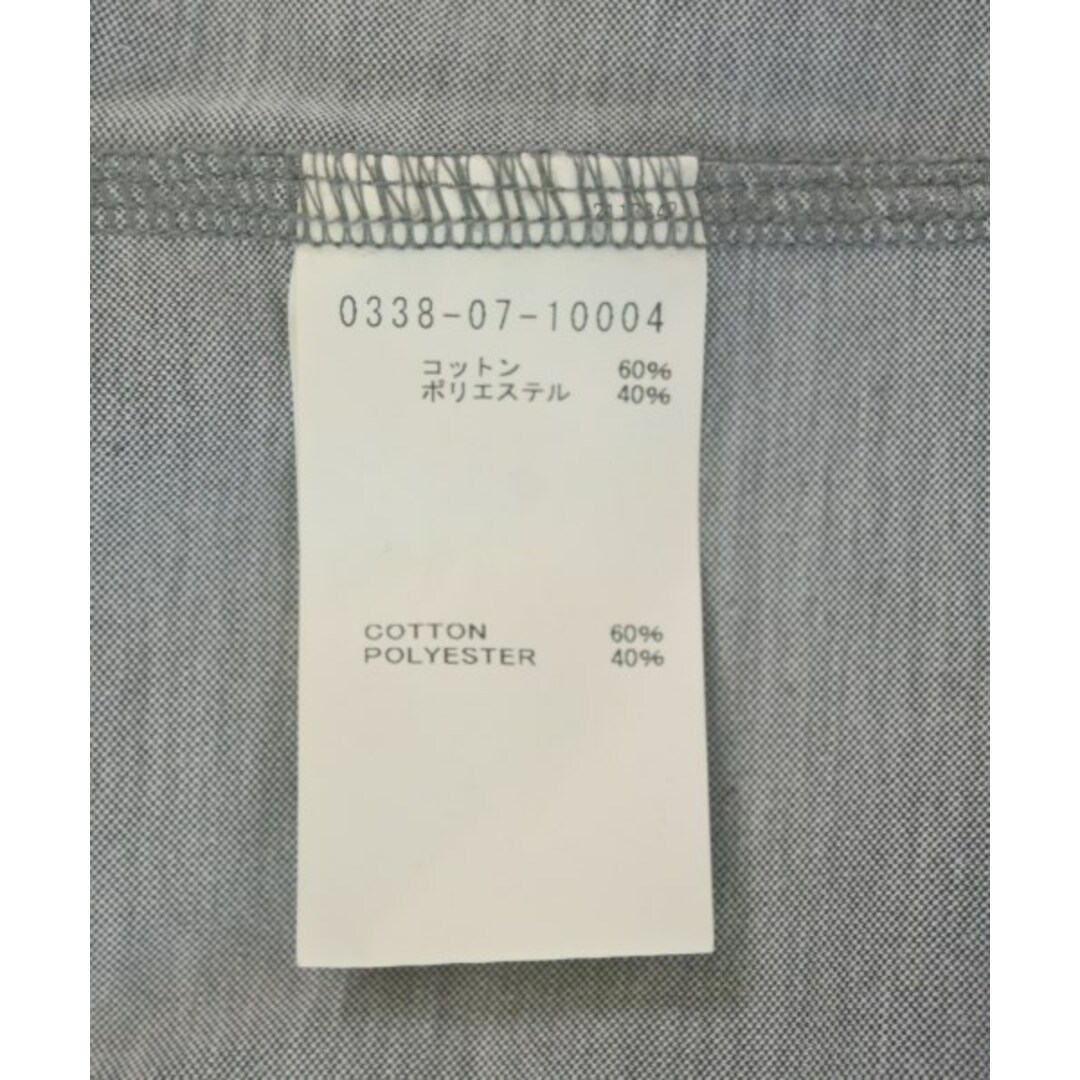 0338-07-10004
コットン 60%
ポリエステル 40%
COTTON 60%
POLYESTER 40%